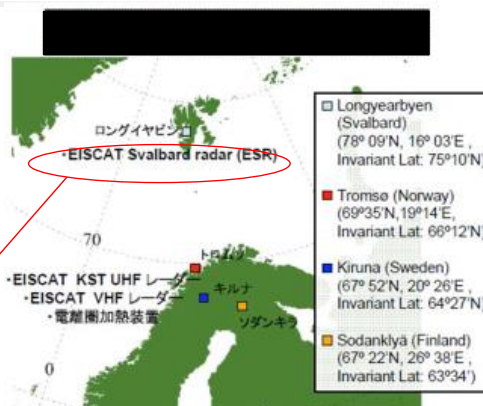 ロングイヤビン
・EISCAT Svalbard radar (ESR)
70
トロムソ
・EISCAT KST UHF レーダー
・EISCAT VHF レーダー
キルナ
・電離圏加熱装置
ソダンキラ
0
Longyearbyen
(Svalbard)
(78º 09'N, 16º 03'E ,
Invariant Lat: 75º10'N)
Tromsø (Norway)
(69º35'N,19º14'E,
Invariant Lat: 66º12'N)
Kiruna (Sweden)
(67º 52'N, 20º 26'E ,
Invariant Lat: 64º27'N)
Sodanklyä (Finland)
(67º 22'N, 26º 38'E ,
Invariant Lat: 63º34')